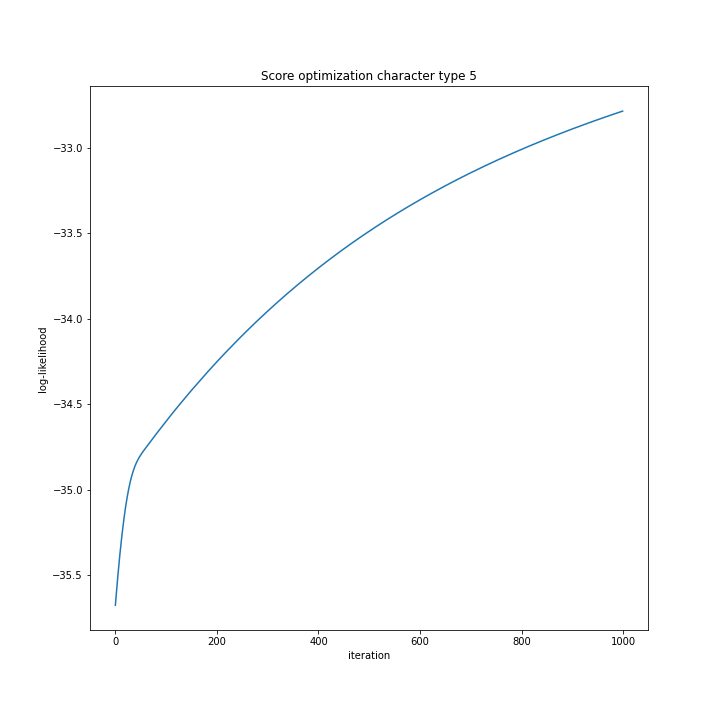 Score optimization character type 5
log-likelihood
−33.0
−33.5
−34.0
−34.5
−35.0
−35.5
0 200 400 600 800 1000
iteration